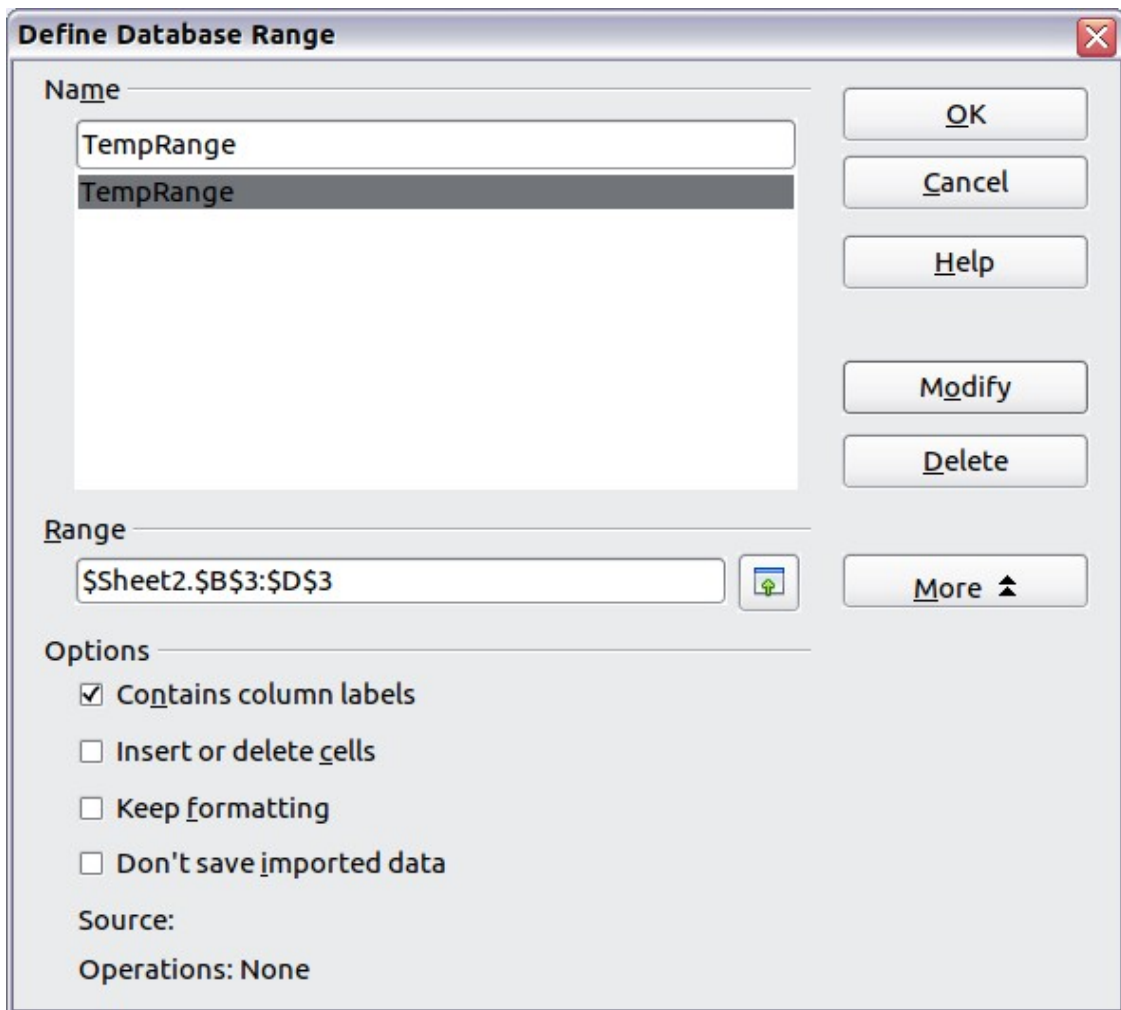 Define Database Range
Name
OK
TempRange
TempRange
Cancel
Help
Modify
Delete
Range
$Sheet2.$B$3:$D$3
More
Options
Contains column labels
Insert or delete cells
Keep formatting
Don't save imported data
Source:
Operations: None